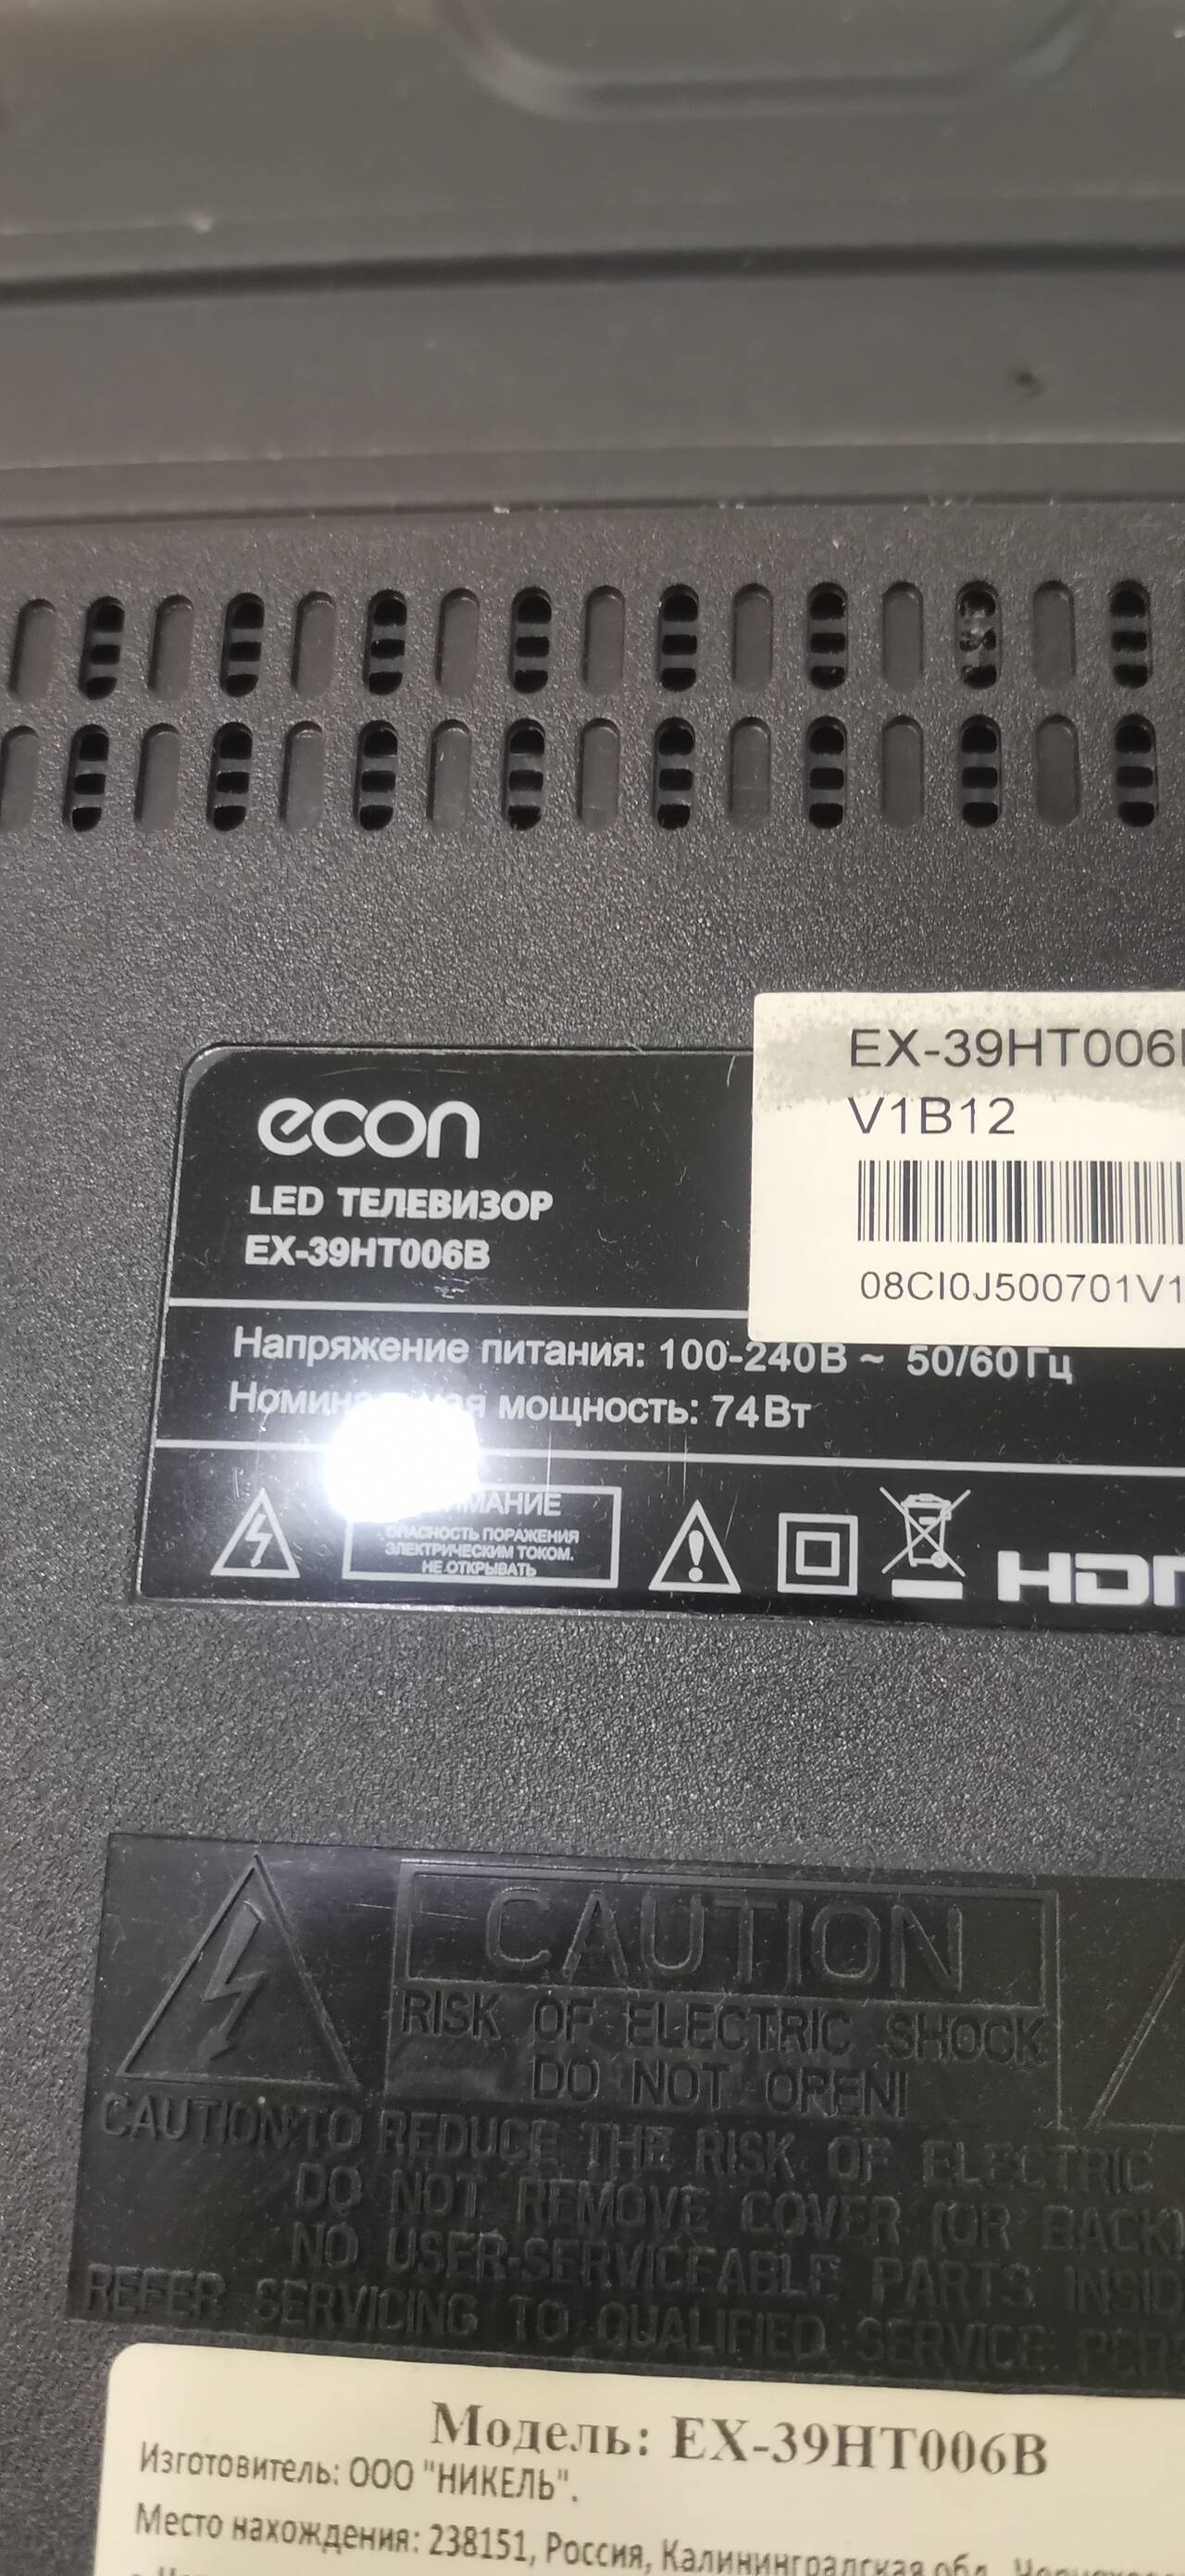 EX-39HT006
V1B12
08CI0J500701V1
econ
LED ТЕЛЕВИЗОР
EX-39HT006B
Напряжение питания: 100-240В ~ 50/60Гц
мощность: 74Вт
ОПАСНОСТЬ ПОРАЖЕНИЯ
ЭЛЕКТРИЧЕСКИМ ТОКОМ.
НЕ ОТКРЫВАТЬ
CAUTION
RISK OF ELECTRIC SHOCK
DO NOT OPEN!
CAUTION:TO REDUCE THE RISK OF ELECTRIC
DO NOT REMOVE COVER (OR BACK)
NO USER-SERVICEABLE PARTS
REFER SERVICING TO QUALIFIED SERVICE
Модель: EX-39HT006B
Изготовитель: ООО "НИКЕЛЬ".
Место нахождения: 238151, Россия, Калининградская обл.